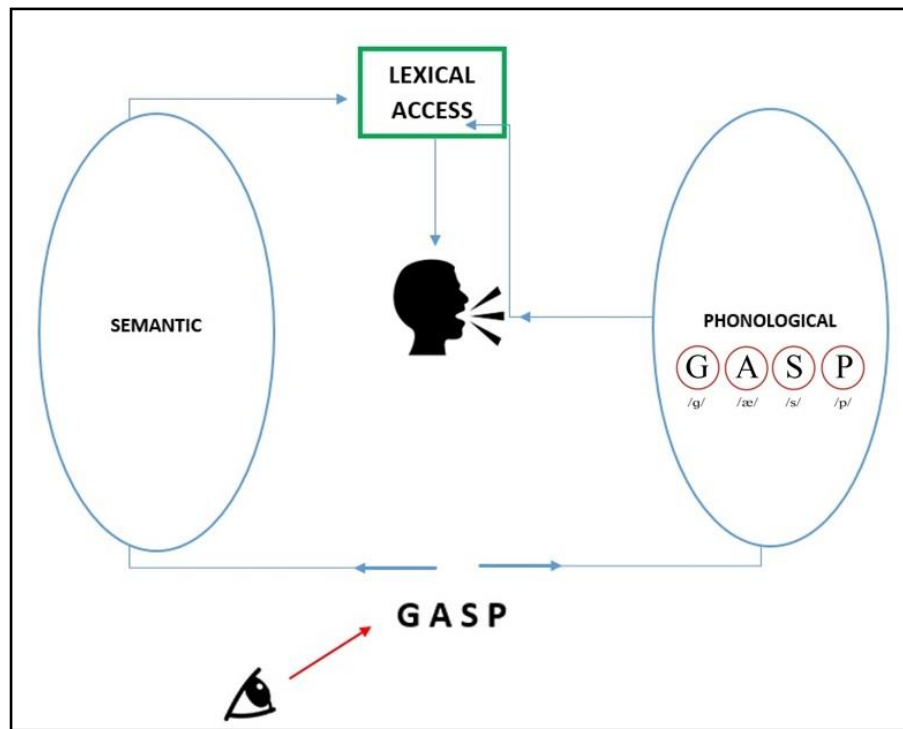 LEXICAL
ACCESS
SEMANTIC
PHONOLOGICAL
G A S P
/g/ /æ/ /s/ /p/
G A S P